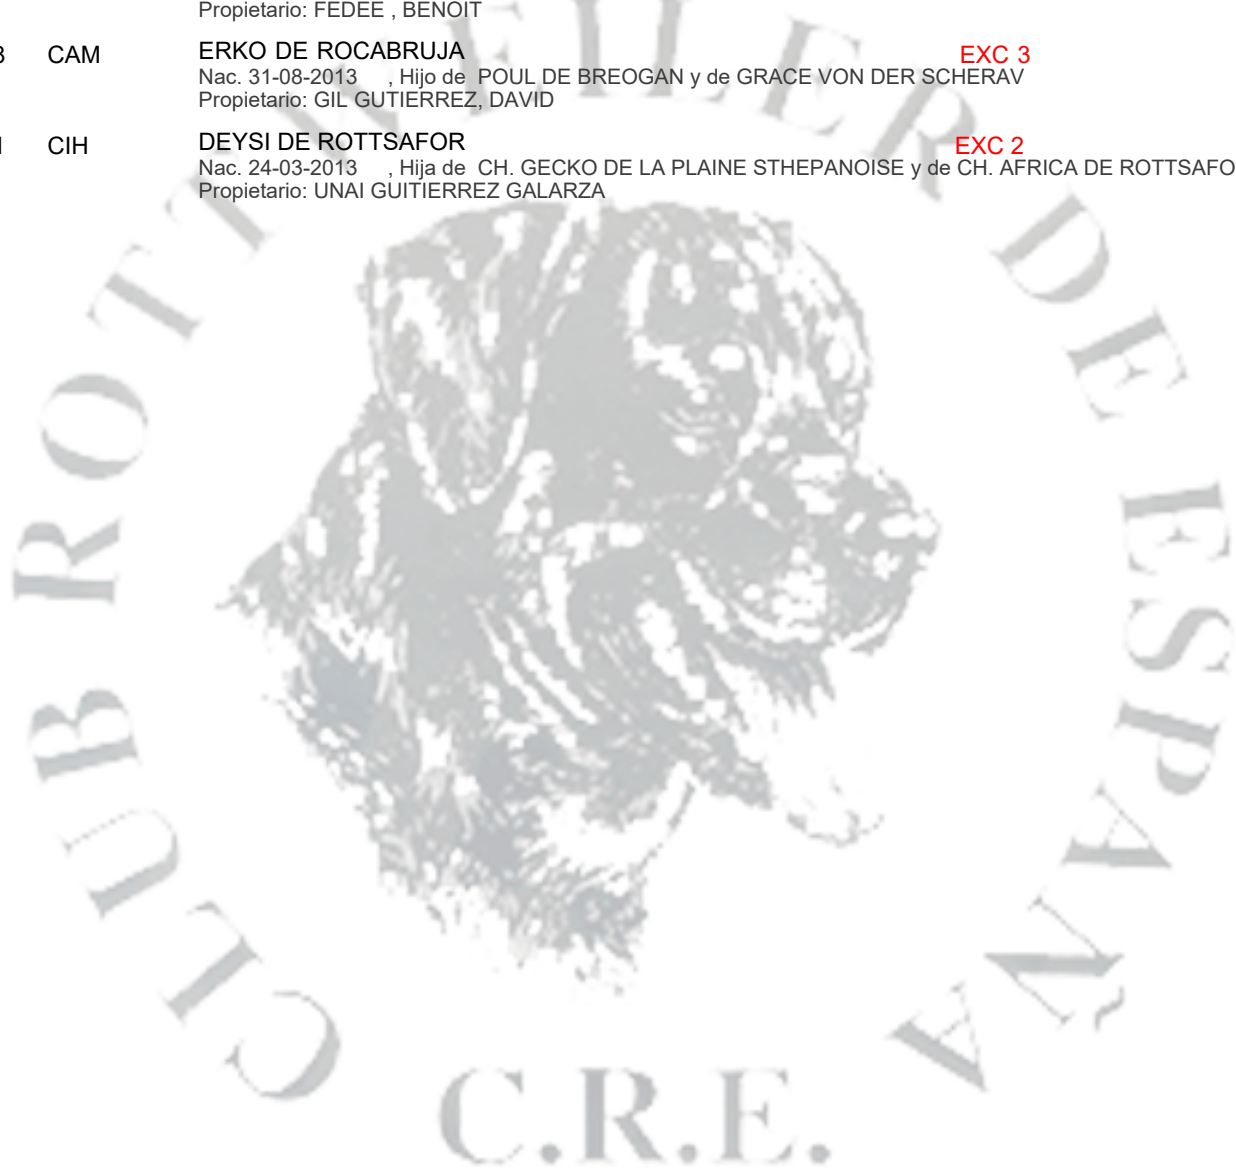 Propietario: FEDEE , BENOIT
3 CAM ERKO DE ROCABRUJA EXC 3
Nac. 31-08-2013 , Hijo de POUL DE BREOGAN y de GRACE VON DER SCHERAV
Propietario: GIL GUTIERREZ, DAVID
CIH DEYSI DE ROTTSAFOR EXC 2
Nac. 24-03-2013 , Hija de CH. GECKO DE LA PLAINE STHEPANOISE y de CH. AFRICA DE ROTTSAFO
Propietario: UNAI GUITIERREZ GALARZA
CLUB ROTTWEILER DE ESPAÑA
C.R.E.